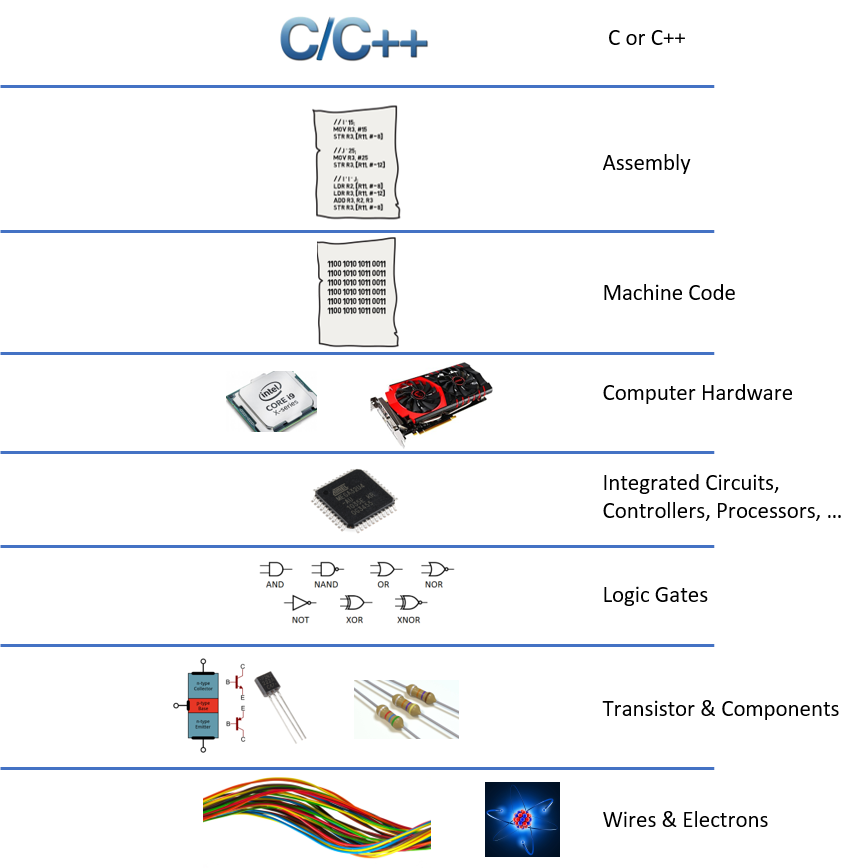 C/C++
C or C++
//I'15;
MOV R3, #15
STR R3, [R11, #-8]
//J'25;
MOV R3, #25
STR R3, [R11, #-12]
//I'I'J;
LDR R2, [R11, #-8]
LDR R3, [R11, #-12]
ADD R3, R2, R3
STR R3, [R11, #-8]
Assembly
1100 1010 1011 0011
1100 1010 1011 0011
1100 1010 1011 0011
1100 1010 1011 0011
1100 1010 1011 0011
1100 1010 1011 0011
Machine Code
intel
CORE i9
X-series
Computer Hardware
Integrated Circuits,
Controllers, Processors, ...
AND NAND OR NOR
NOT XOR XNOR
Logic Gates
n-type
Collector
p-type
Base
n-type
Emitter
C
B
E
E
B
C
Transistor & Components
Wires & Electrons